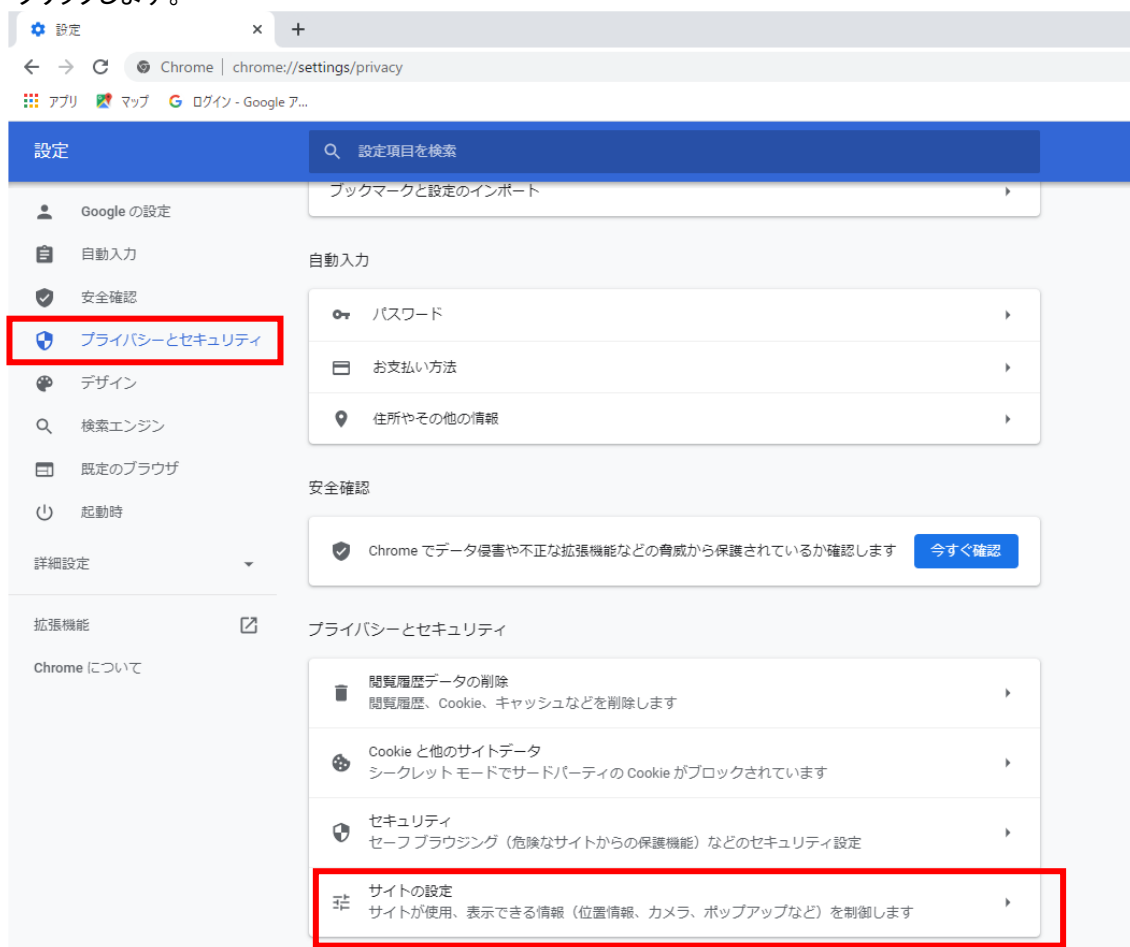 クリックします。
設定
Chrome | chrome://settings/privacy
アプリ マップ ログイン - Google ア...
設定
設定項目を検索
Google の設定
自動入力
安全確認
プライバシーとセキュリティ
デザイン
検索エンジン
既定のブラウザ
起動時
詳細設定
拡張機能
Chrome について
ブックマークと設定のインポート
自動入力
パスワード
お支払い方法
住所やその他の情報
安全確認
Chrome でデータ侵害や不正な拡張機能などの脅威から保護されているか確認します
今すぐ確認
プライバシーとセキュリティ
閲覧履歴データの削除
閲覧履歴、Cookie、キャッシュなどを削除します
Cookie と他のサイトデータ
シークレット モードでサードパーティの Cookie がブロックされています
セキュリティ
セーフ ブラウジング（危険なサイトからの保護機能）などのセキュリティ設定
サイトの設定
サイトが使用、表示できる情報（位置情報、カメラ、ポップアップなど）を制御します